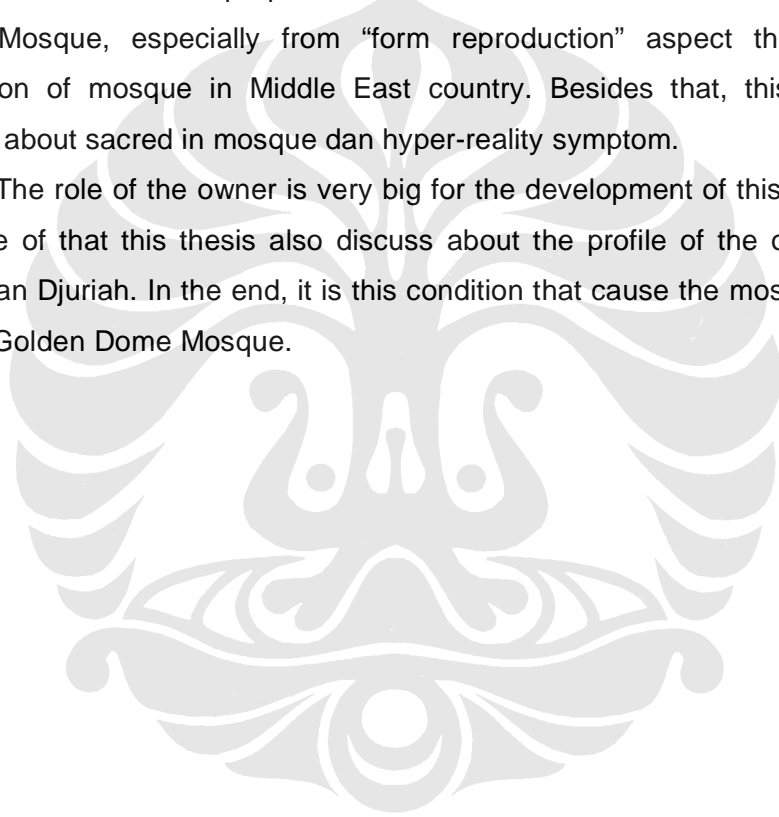 Mosque, especially from “form reproduction” aspect th
on of mosque in Middle East country. Besides that, this
about sacred in mosque dan hyper-reality symptom.
The role of the owner is very big for the development of this
e of that this thesis also discuss about the profile of the
an Djuriah. In the end, it is this condition that cause the mos
Golden Dome Mosque.